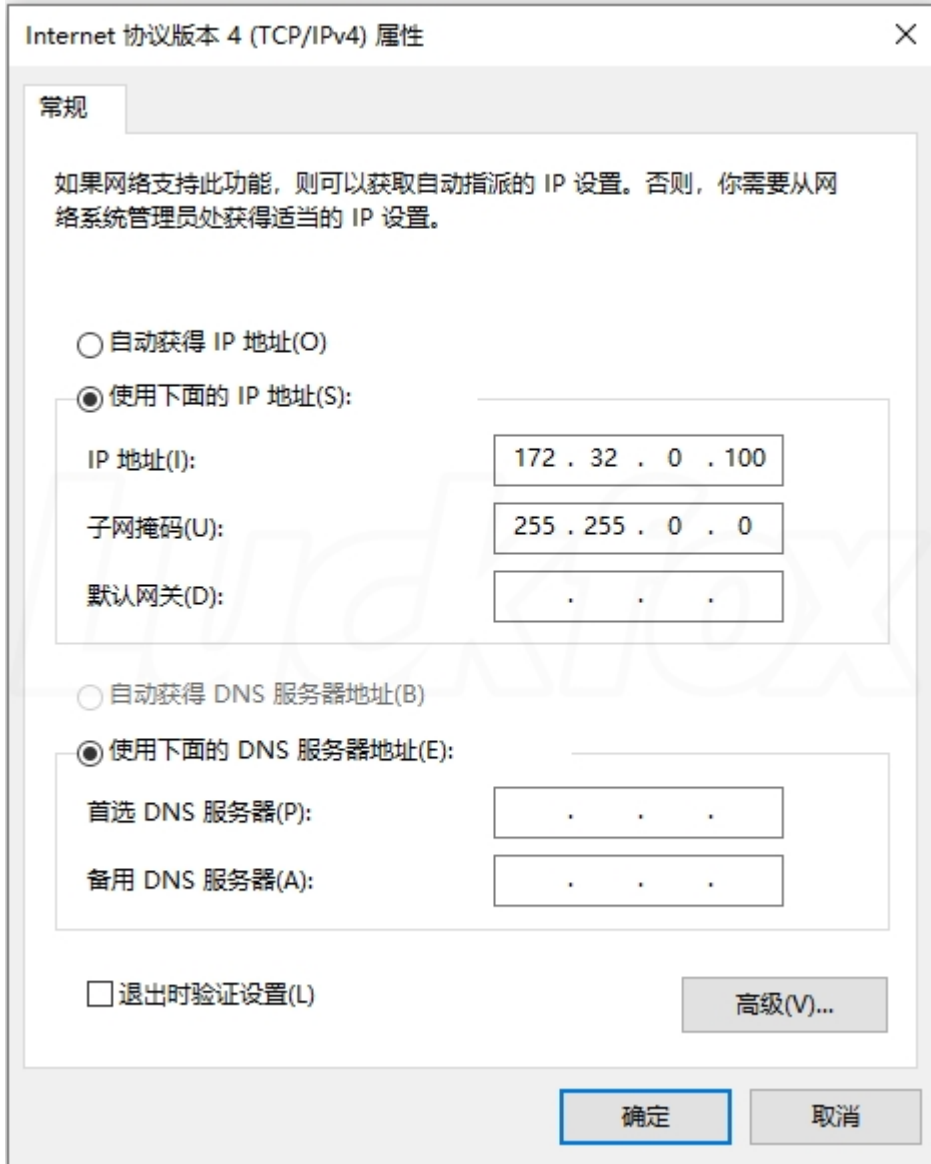 Internet 协议版本 4 (TCP/IPv4) 属性
常规
如果网络支持此功能，则可以获取自动指派的 IP 设置。否则，你需要从网
络系统管理员处获得适当的 IP 设置。
自动获得 IP 地址(O)
使用下面的 IP 地址(S):
IP 地址(I): 172 . 32 . 0 . 100
子网掩码(U): 255 . 255 . 0 . 0
默认网关(D): . . .
自动获得 DNS 服务器地址(B)
使用下面的 DNS 服务器地址(E):
首选 DNS 服务器(P): . . .
备用 DNS 服务器(A): . . .
退出时验证设置(L)
高级(V)...
确定 取消
Luckfox